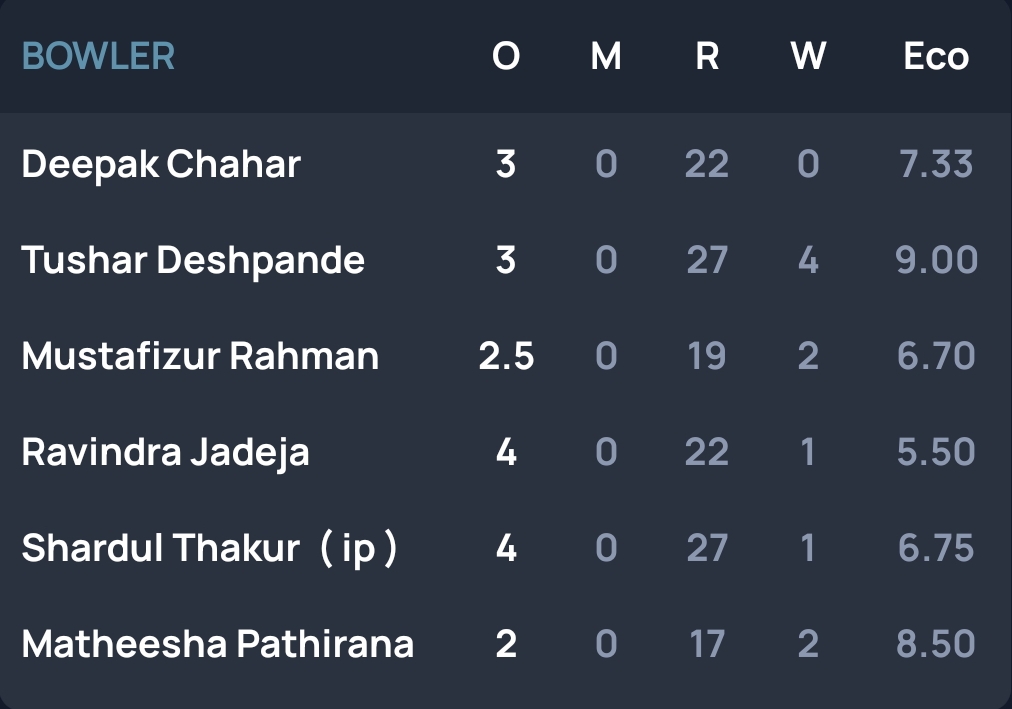 BOWLER O M R W Eco
Deepak Chahar 3 0 22 0 7.33
Tushar Deshpande 3 0 27 4 9.00
Mustafizur Rahman 2.5 0 19 2 6.70
Ravindra Jadeja 4 0 22 1 5.50
Shardul Thakur ( ip ) 4 0 27 1 6.75
Matheesha Pathirana 2 0 17 2 8.50